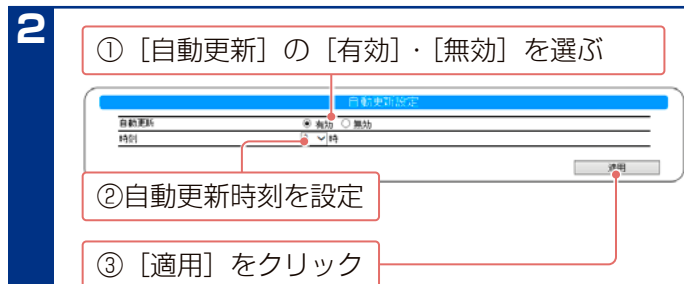 2
① [自動更新] の [有効]・[無効] を選ぶ
自動更新設定
自動更新 有効 無効
時刻 時
②自動更新時刻を設定
適用
③ [適用] をクリック